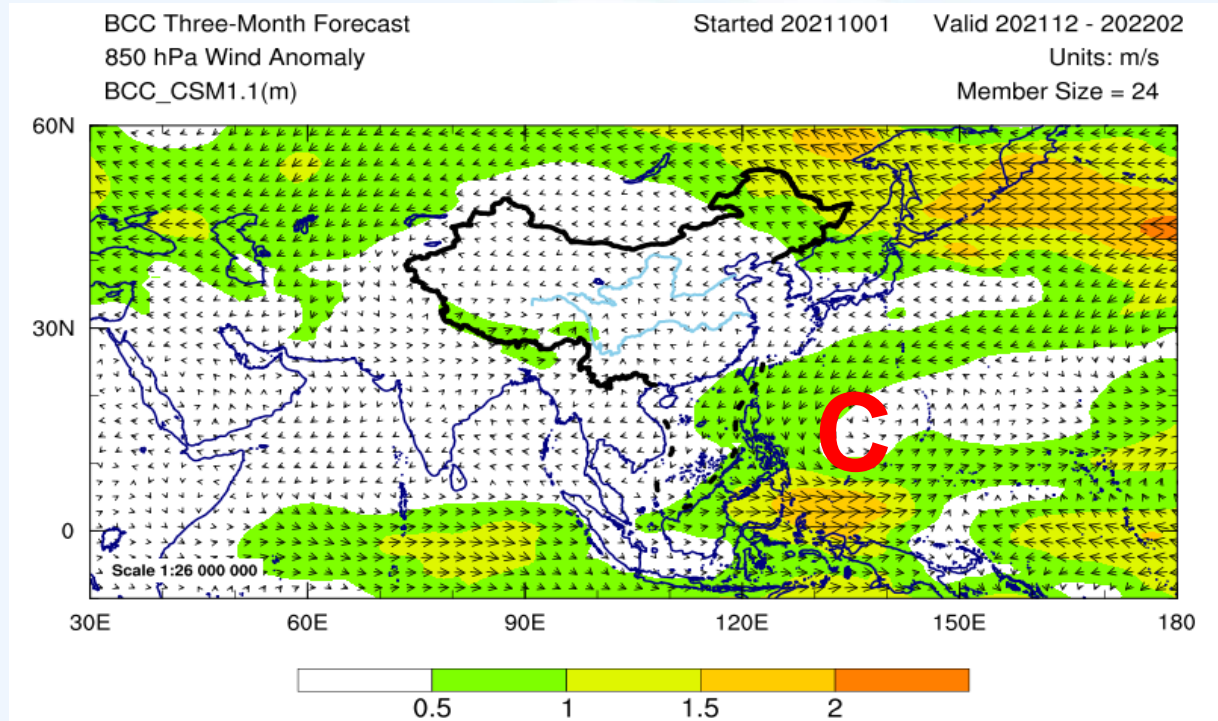 BCC Three-Month Forecast Started 20211001 Valid 202112 - 202202
850 hPa Wind Anomaly Units: m/s
BCC_CSM1.1(m) Member Size = 24
60N
30N
C
0
Scale 1:26 000 000
30E 60E 90E 120E 150E 180
0.5 1 1.5 2